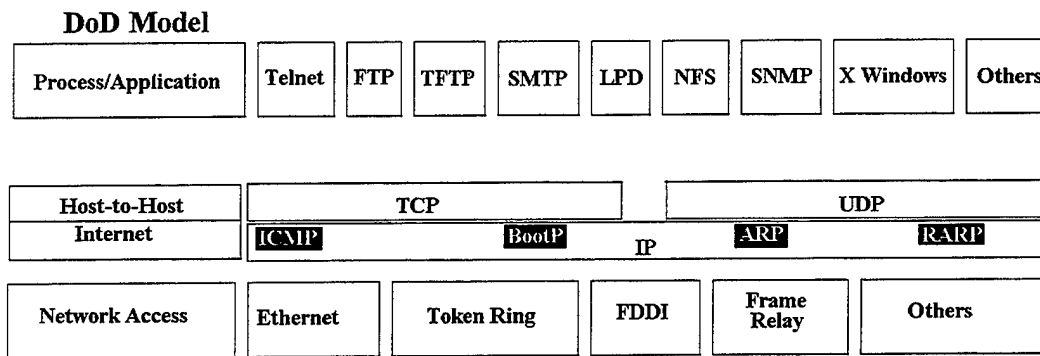 DoD Model
Process/Application Telnet FTP TFTP SMTP LPD NFS SNMP X Windows Others
Host-to-Host TCP UDP
Internet ICMP BootP IP ARP RARP
Network Access Ethernet Token Ring FDDI Frame Relay Others